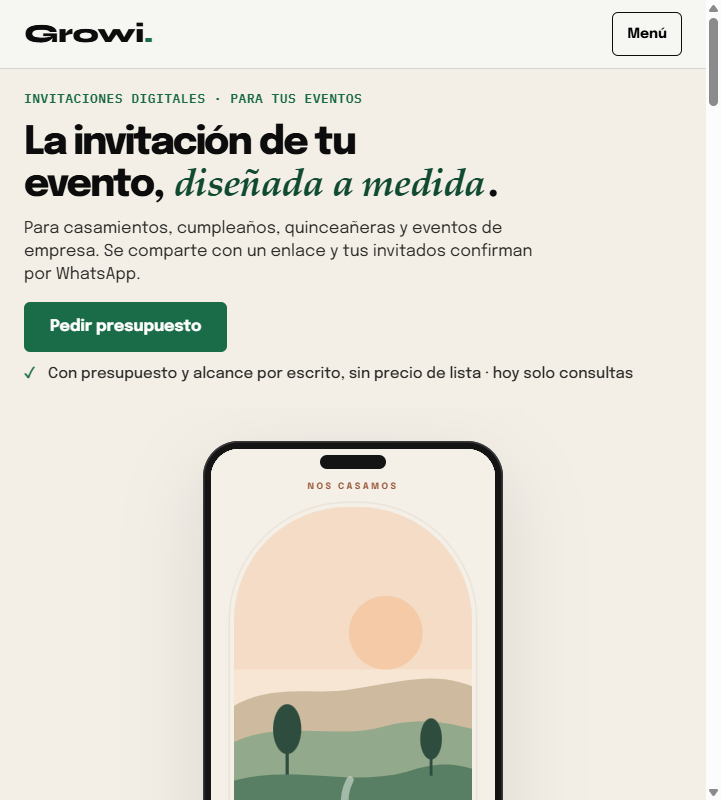 Growi.
Menú
INVITACIONES DIGITALES · PARA TUS EVENTOS
La invitación de tu
evento, diseñada a medida.
Para casamientos, cumpleaños, quinceañeras y eventos de
empresa. Se comparte con un enlace y tus invitados confirman
por WhatsApp.
Pedir presupuesto
✓ Con presupuesto y alcance por escrito, sin precio de lista · hoy solo consultas
NOS CASAMOS